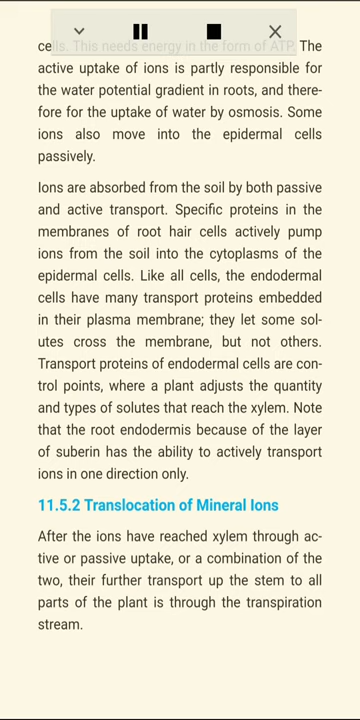 cells. This needs energy in the form of ATP. The
active uptake of ions is partly responsible for
the water potential gradient in roots, and there-
fore for the uptake of water by osmosis. Some
ions also move into the epidermal cells
passively.
Ions are absorbed from the soil by both passive
and active transport. Specific proteins in the
membranes of root hair cells actively pump
ions from the soil into the cytoplasms of the
epidermal cells. Like all cells, the endodermal
cells have many transport proteins embedded
in their plasma membrane; they let some sol-
utes cross the membrane, but not others.
Transport proteins of endodermal cells are con-
trol points, where a plant adjusts the quantity
and types of solutes that reach the xylem. Note
that the root endodermis because of the layer
of suberin has the ability to actively transport
ions in one direction only.
11.5.2 Translocation of Mineral Ions
After the ions have reached xylem through ac-
tive or passive uptake, or a combination of the
two, their further transport up the stem to all
parts of the plant is through the transpiration
stream.